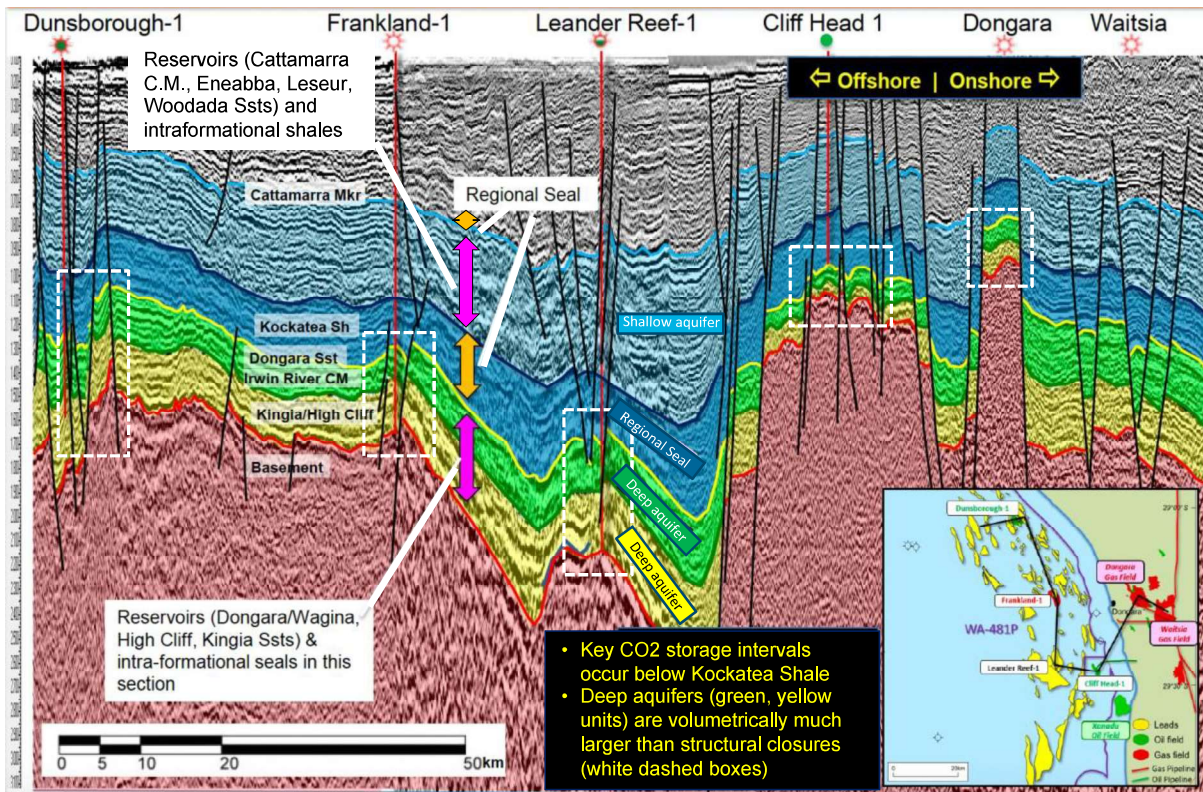 Dunsborough-1
Frankland-1
Leander Reef-1
Cliff Head 1
Dongara
Waitsia
Reservoirs (Cattamarra
C.M., Eneabba, Leseur,
Woodada Ssts) and
intraformational shales
⇦ Offshore | Onshore ⇨
Cattamarra Mkr
Regional Seal
Shallow aquifer
Kockatea Sh
Dongara Sst
Irwin River CM
Kingia/High Cliff
Basement
Regional Seal
Deep aquifer
Deep aquifer
Reservoirs (Dongara/Wagina,
High Cliff, Kingia Ssts) &
intra-formational seals in this
section
• Key CO2 storage intervals
occur below Kockatea Shale
• Deep aquifers (green, yellow
units) are volumetrically much
larger than structural closures
(white dashed boxes)
0 5 10 20 50km
Dunsborough-1
Dongara
Gas Field
Frankland-1
Dongara
Waitsia
Gas Field
WA-481P
Leander Reef-1
Cliff Head-1
Xanadu
Oil Field
Leads
Oil field
Gas field
Gas Pipeline
Oil Pipeline
0
20km